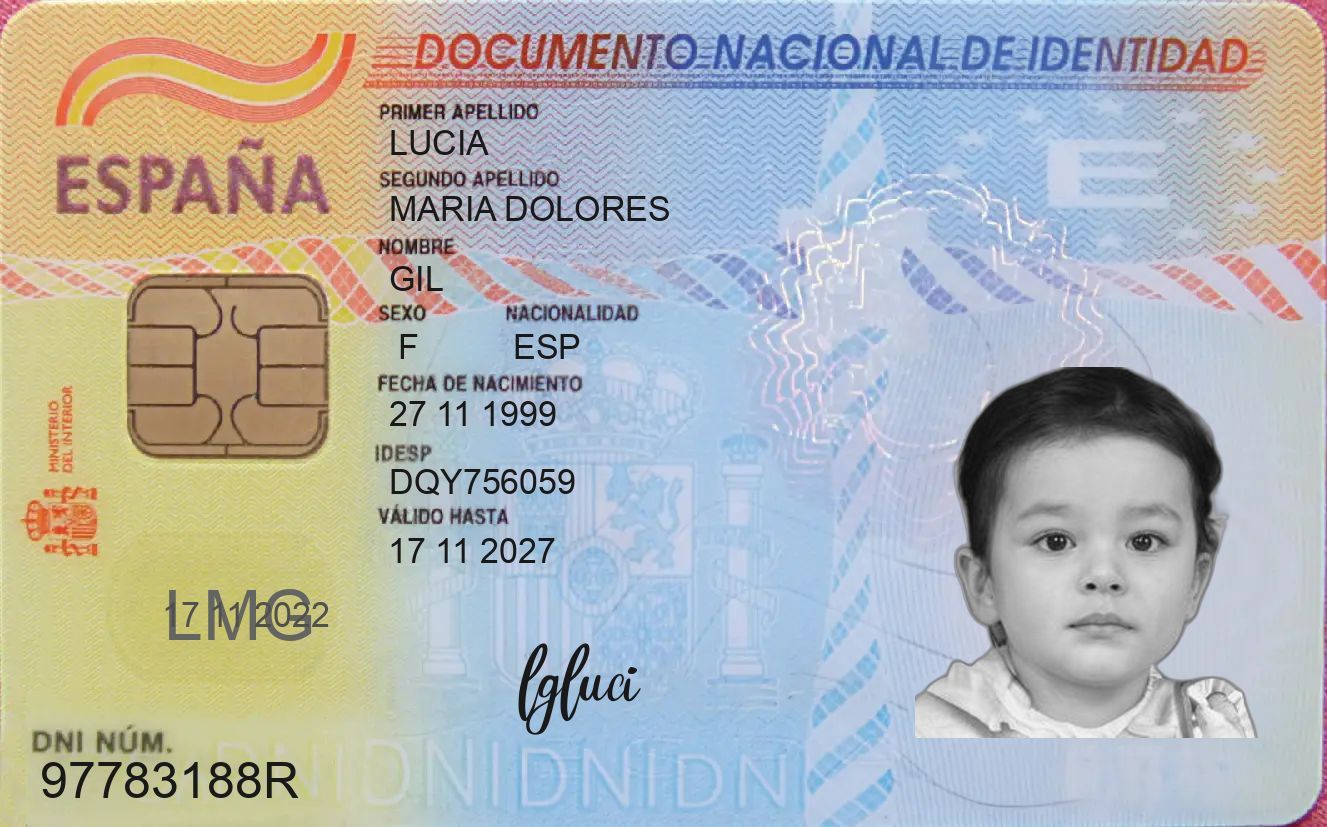 DOCUMENTO NACIONAL DE IDENTIDAD
ESPAÑA
PRIMER APELLIDO
LUCIA
SEGUNDO APELLIDO
MARIA DOLORES
NOMBRE
GIL
SEXO NACIONALIDAD
F ESP
FECHA DE NACIMIENTO
27 11 1999
IDESP
DQY756059
VÁLIDO HASTA
17 11 2027
MINISTERIO
DEL INTERIOR
E
17 11 2022
LMG
lgluci
DNI NÚM.
97783188R
DNIDNIDNIDNI